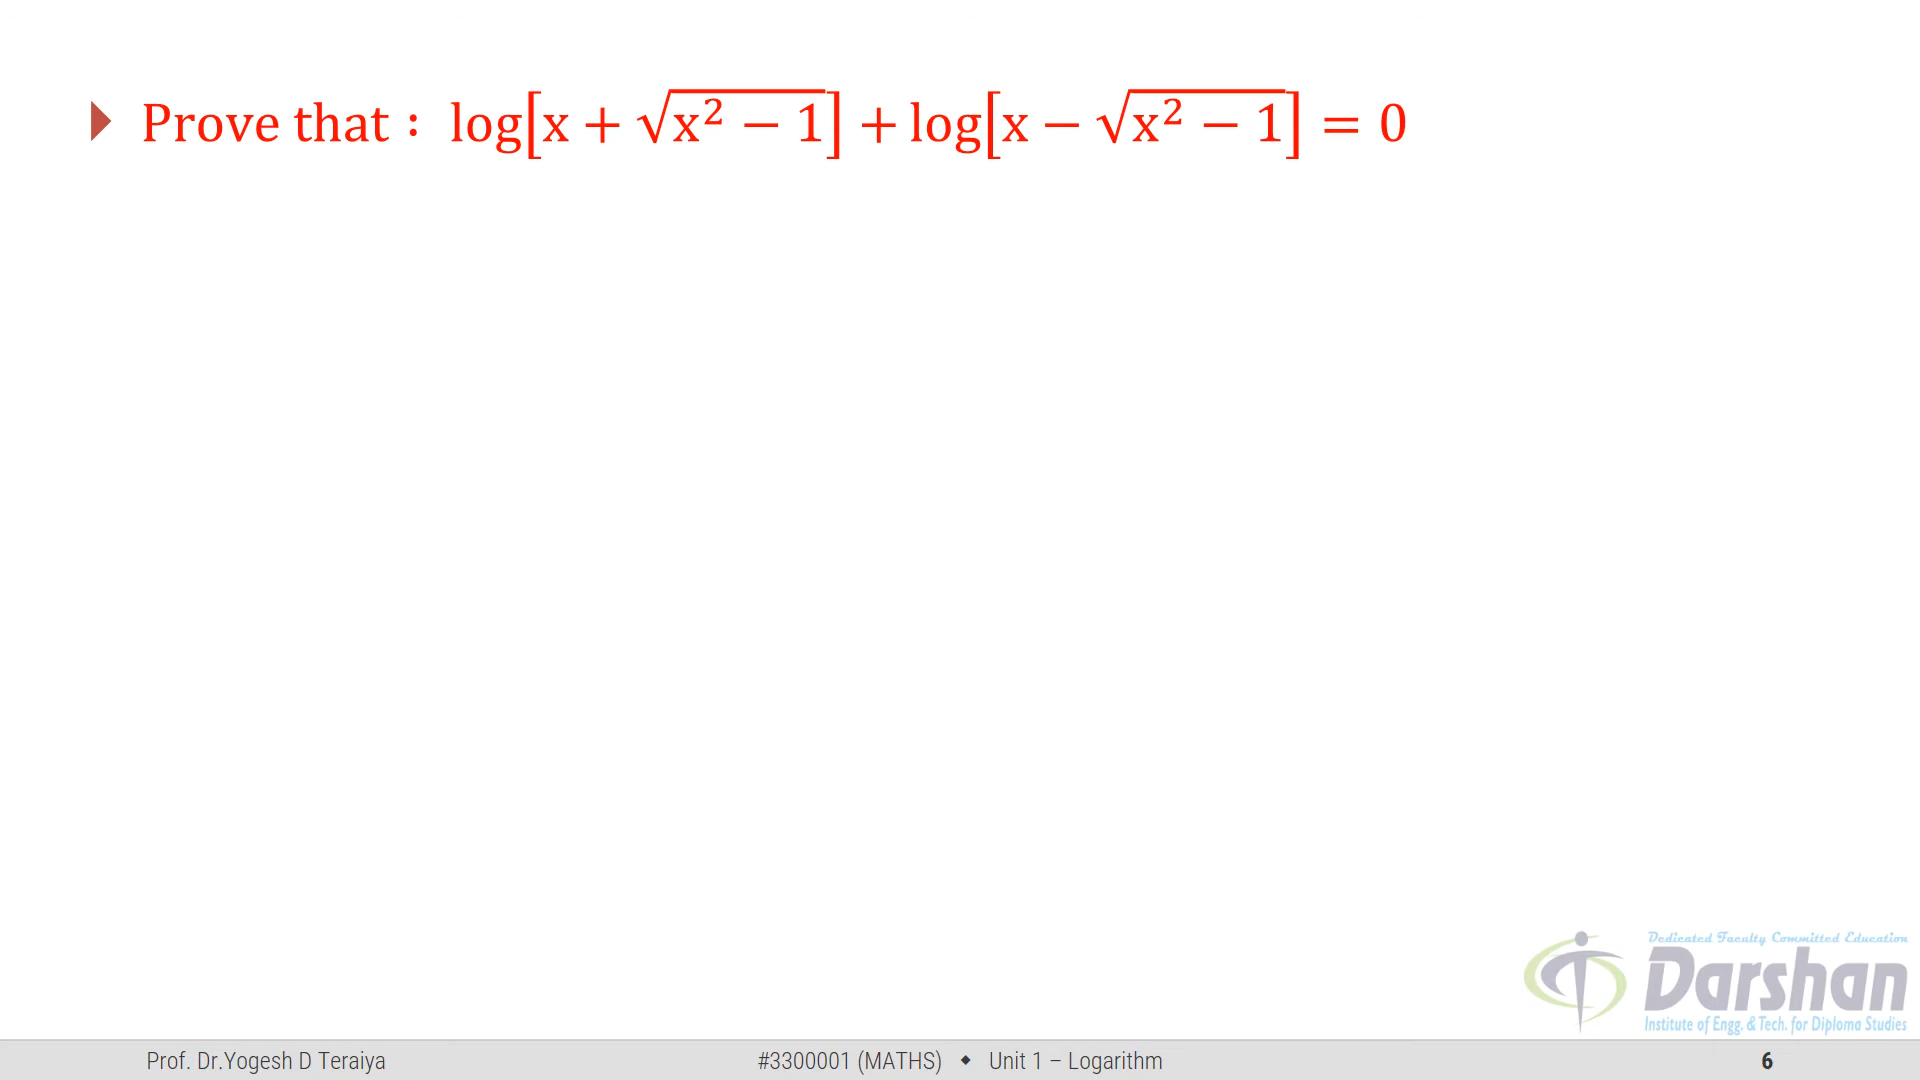 Prove that : log[x + √x² − 1] + log[x − √x² − 1] = 0
Dedicated Faculty Committed Education
Darshan
Institute of Engg. & Tech. for Diploma Studies
Prof. Dr.Yogesh D Teraiya #3300001 (MATHS) ◆ Unit 1 – Logarithm 6